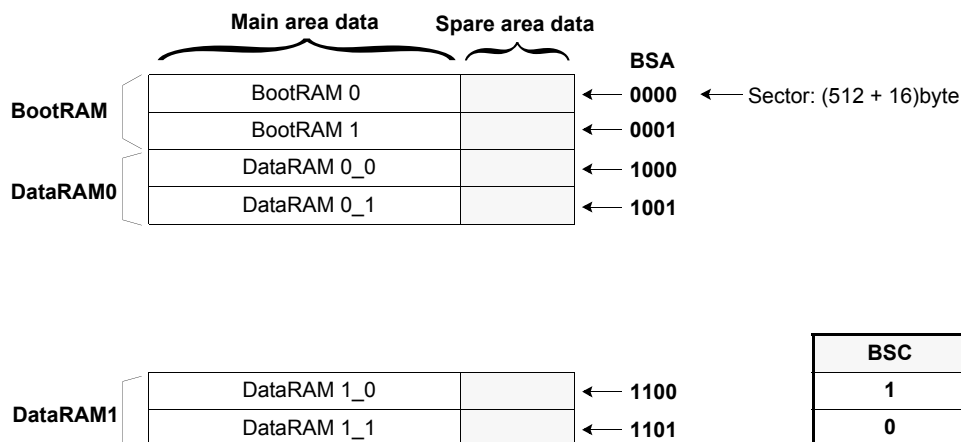 Main area data Spare area data
BSA
BootRAM
BootRAM 0
0000
Sector: (512 + 16)byte
BootRAM 1
0001
DataRAM0
DataRAM 0_0
1000
DataRAM 0_1
1001
BSC
DataRAM1
DataRAM 1_0
1100
1
DataRAM 1_1
1101
0